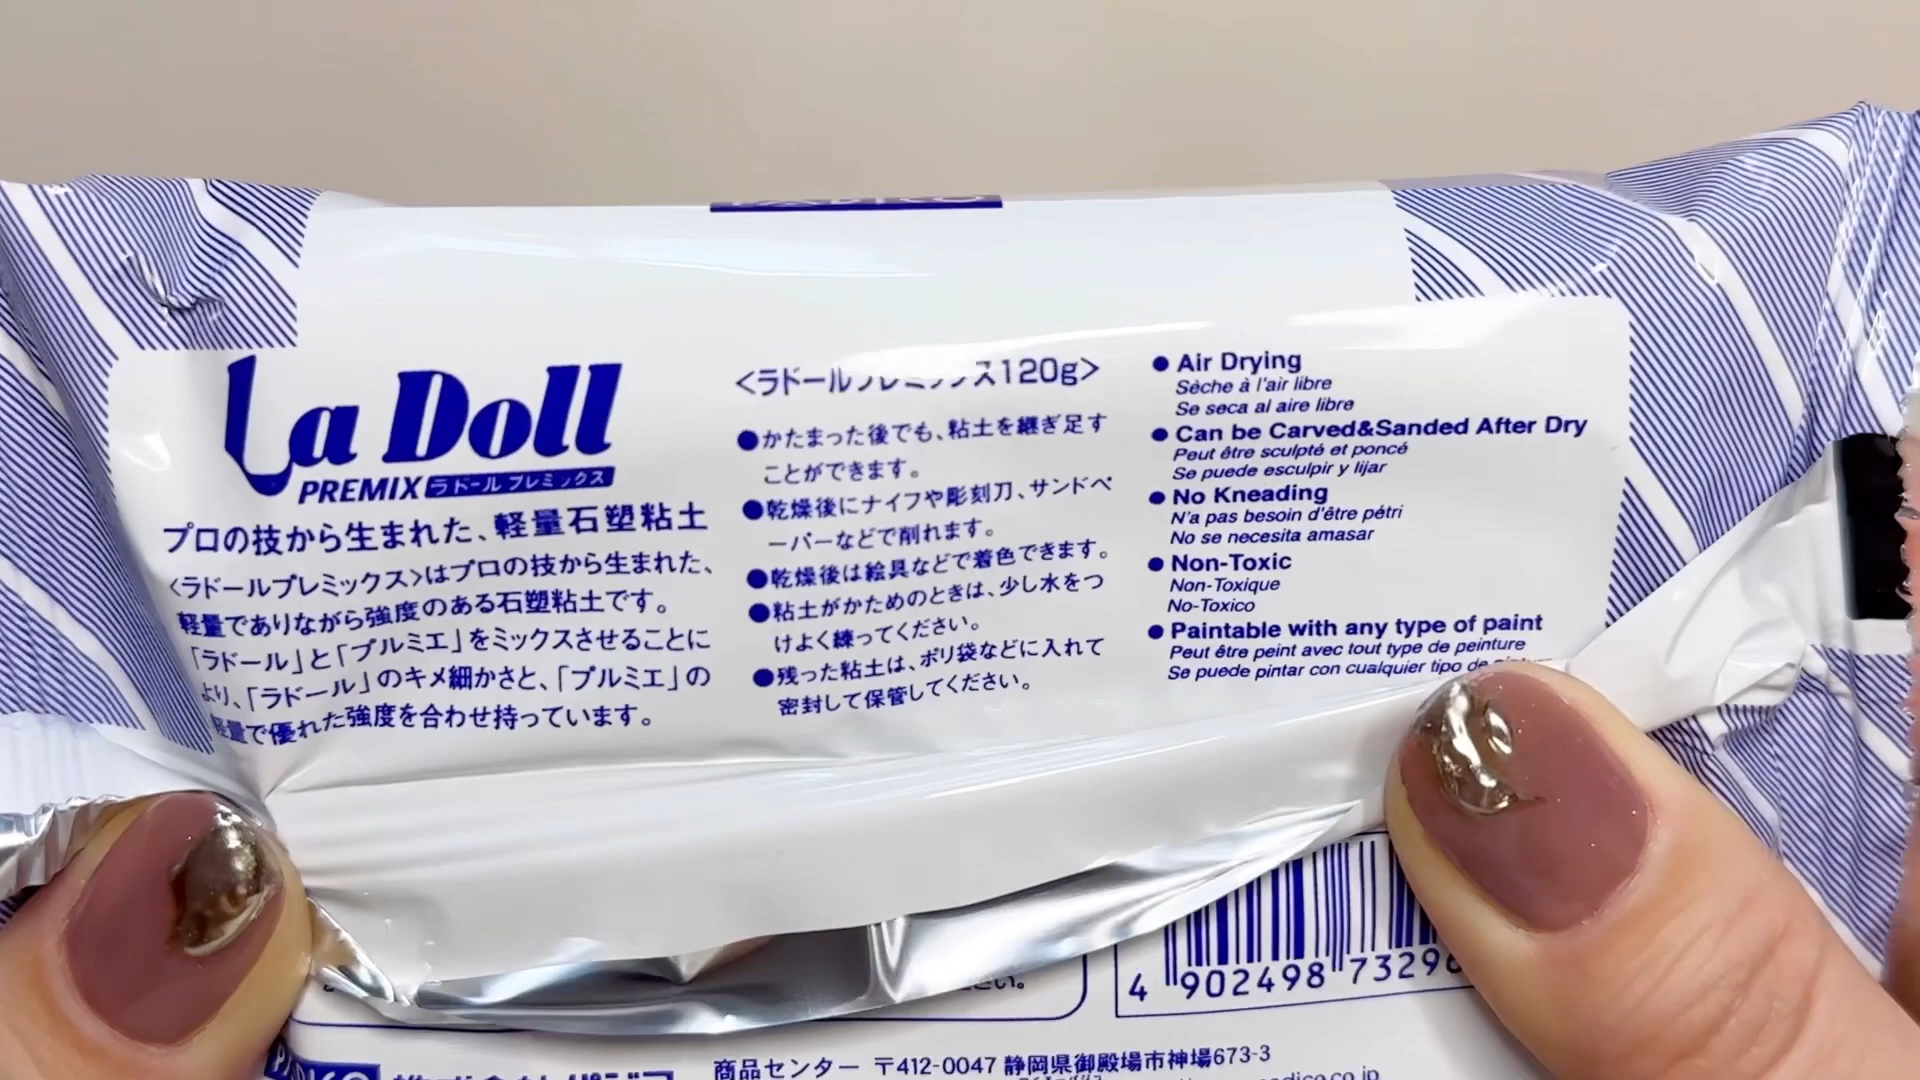 La Doll
PREMIX ラドール プレミックス
プロの技から生まれた、軽量石塑粘土
〈ラドールプレミックス〉はプロの技から生まれた、
軽量でありながら強度のある石塑粘土です。
「ラドール」と「プルミエ」をミックスさせることに
より、「ラドール」のキメ細かさと、「プルミエ」の
軽量で優れた強度を合わせ持っています。
〈ラドールプレミックス120g〉
●かたまった後でも、粘土を継ぎ足す
ことができます。
●乾燥後にナイフや彫刻刀、サンドペ
ーパーなどで削れます。
●乾燥後は絵具などで着色できます。
●粘土がかためのときは、少し水をつ
けよく練ってください。
●残った粘土は、ポリ袋などに入れて
密封して保管してください。
● Air Drying
Sèche à l'air libre
Se seca al aire libre
● Can be Carved&Sanded After Dry
Peut être sculpté et poncé
Se puede esculpir y lijar
● No Kneading
N'a pas besoin d'être pétri
No se necesita amasar
● Non-Toxic
Non-Toxique
No-Toxico
● Paintable with any type of paint
Peut être peint avec tout type de peinture
Se puede pintar con cualquier tipo de
4 902498 73296
商品センター 〒412-0047 静岡県御殿場市神場673-3